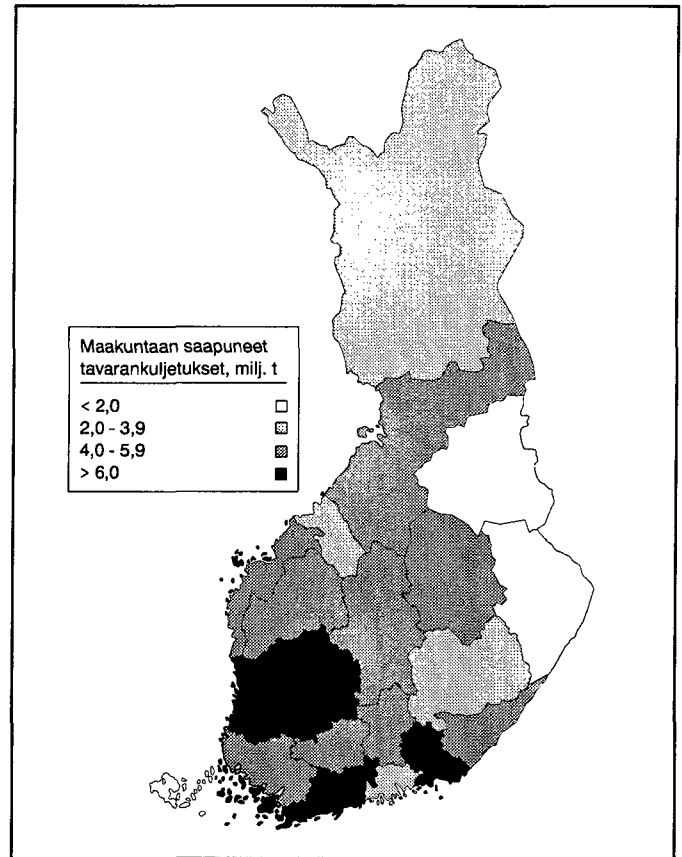 Maakuntaan saapuneet
tavarankuljetukset, milj. t
< 2,0
2,0 - 3,9
4,0 - 5,9
> 6,0